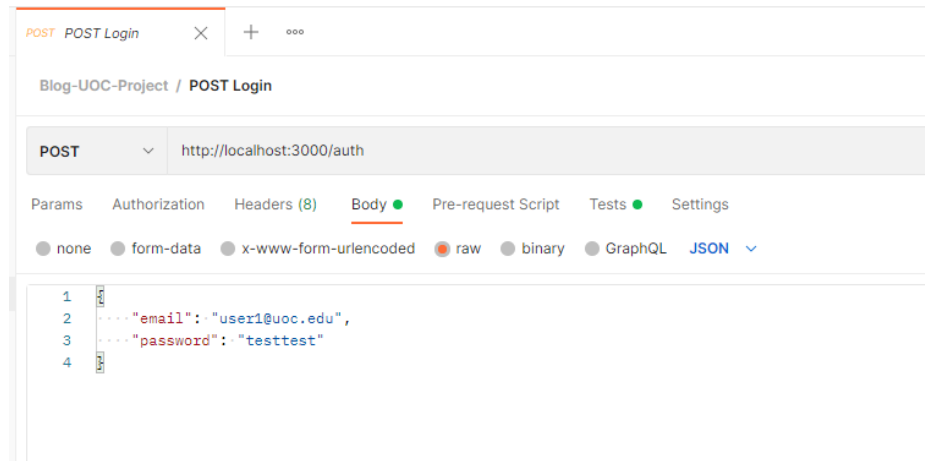 POST POST Login
Blog-UOC-Project / POST Login
POST http://localhost:3000/auth
Params Authorization Headers (8) Body Pre-request Script Tests Settings
none form-data x-www-form-urlencoded raw binary GraphQL JSON
1 {
2 "email": "user1@uoc.edu",
3 "password": "testtest"
4 }